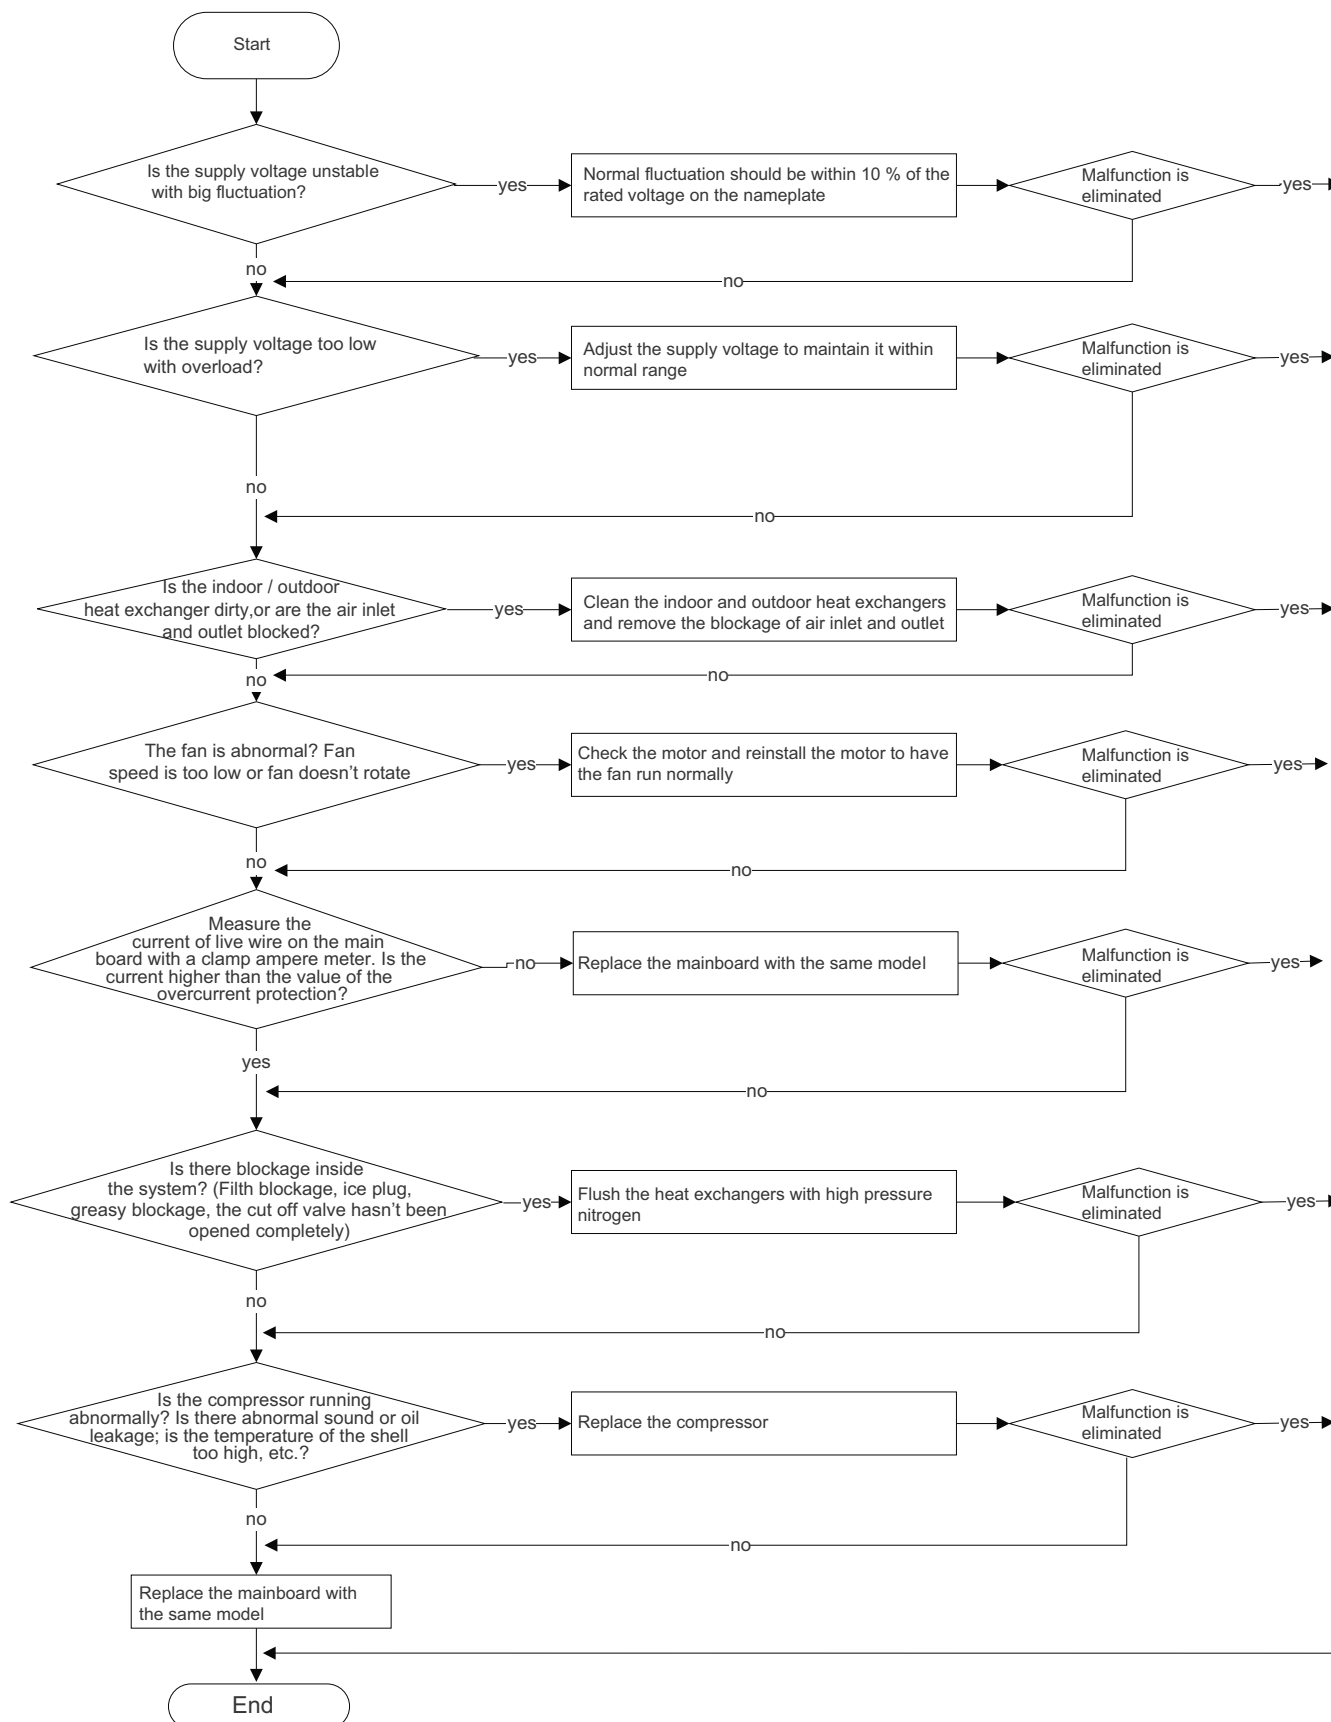 Start
Is the supply voltage unstable
with big fluctuation?
yes
Normal fluctuation should be within 10 % of the
rated voltage on the nameplate
Malfunction is
eliminated
yes
no
no
Is the supply voltage too low
with overload?
yes
Adjust the supply voltage to maintain it within
normal range
Malfunction is
eliminated
yes
no
no
Is the indoor / outdoor
heat exchanger dirty,or are the air inlet
and outlet blocked?
yes
Clean the indoor and outdoor heat exchangers
and remove the blockage of air inlet and outlet
Malfunction is
eliminated
yes
no
no
The fan is abnormal? Fan
speed is too low or fan doesn't rotate
yes
Check the motor and reinstall the motor to have
the fan run normally
Malfunction is
eliminated
yes
no
no
Measure the
current of live wire on the main
board with a clamp ampere meter. Is the
current higher than the value of the
overcurrent protection?
no
Replace the mainboard with the same model
Malfunction is
eliminated
yes
yes
no
Is there blockage inside
the system? (Filth blockage, ice plug,
greasy blockage, the cut off valve hasn't been
opened completely)
yes
Flush the heat exchangers with high pressure
nitrogen
Malfunction is
eliminated
yes
no
no
Is the compressor running
abnormally? Is there abnormal sound or oil
leakage; is the temperature of the shell
too high, etc.?
yes
Replace the compressor
Malfunction is
eliminated
yes
no
no
Replace the mainboard with
the same model
End